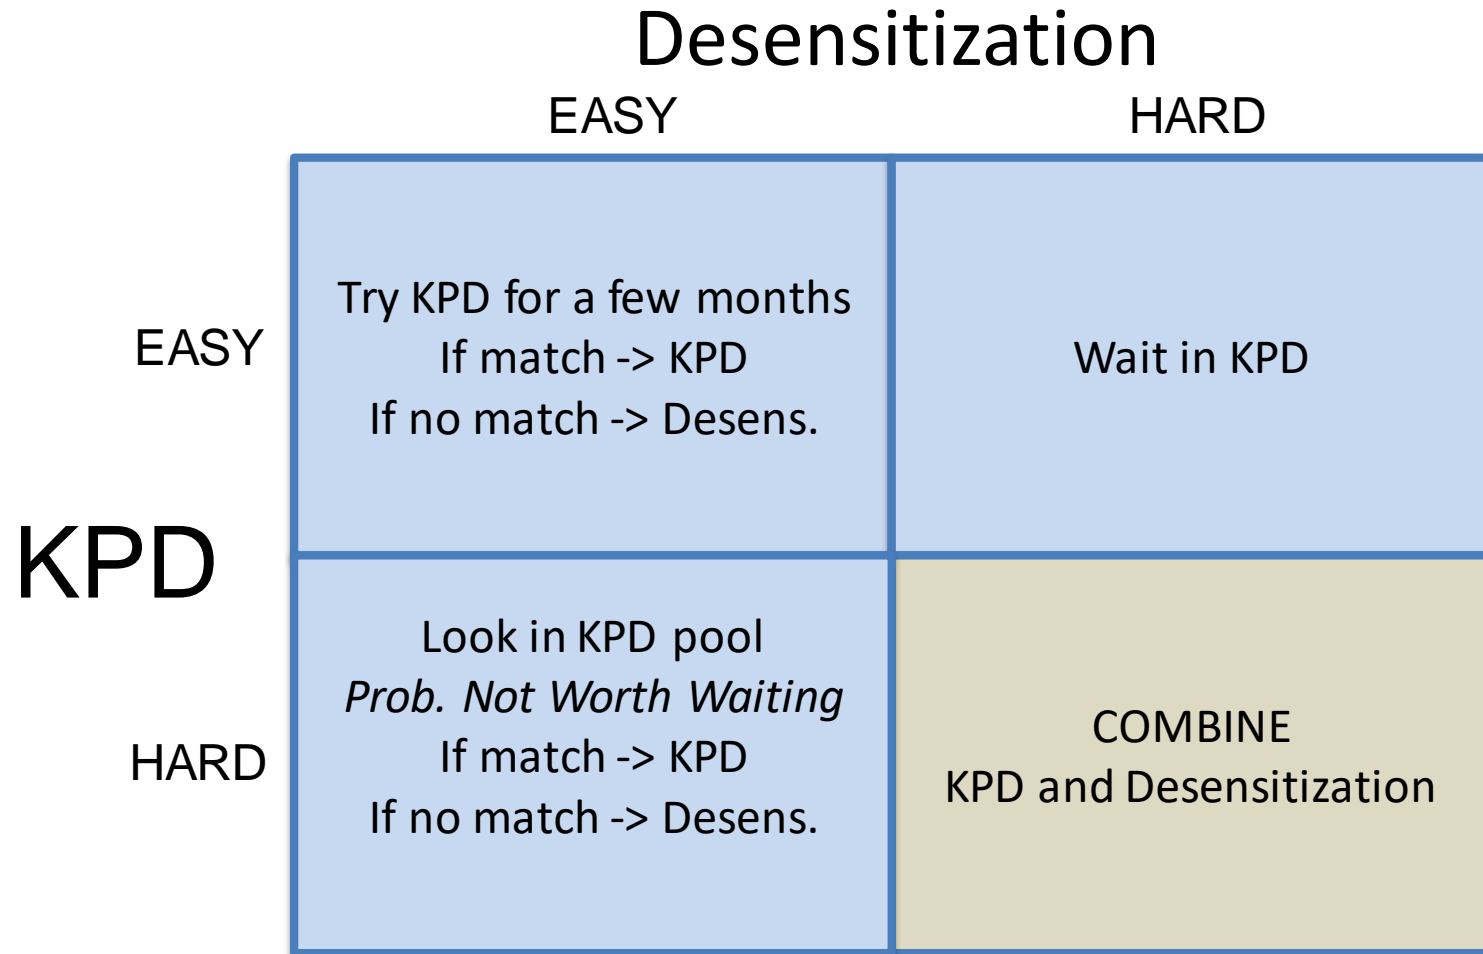 Desensitization
EASY
HARD
EASY
Try KPD for a few months
If match -> KPD
If no match -> Desens.
Wait in KPD
KPD
HARD
Look in KPD pool
Prob. Not Worth Waiting
If match -> KPD
If no match -> Desens.
COMBINE
KPD and Desensitization